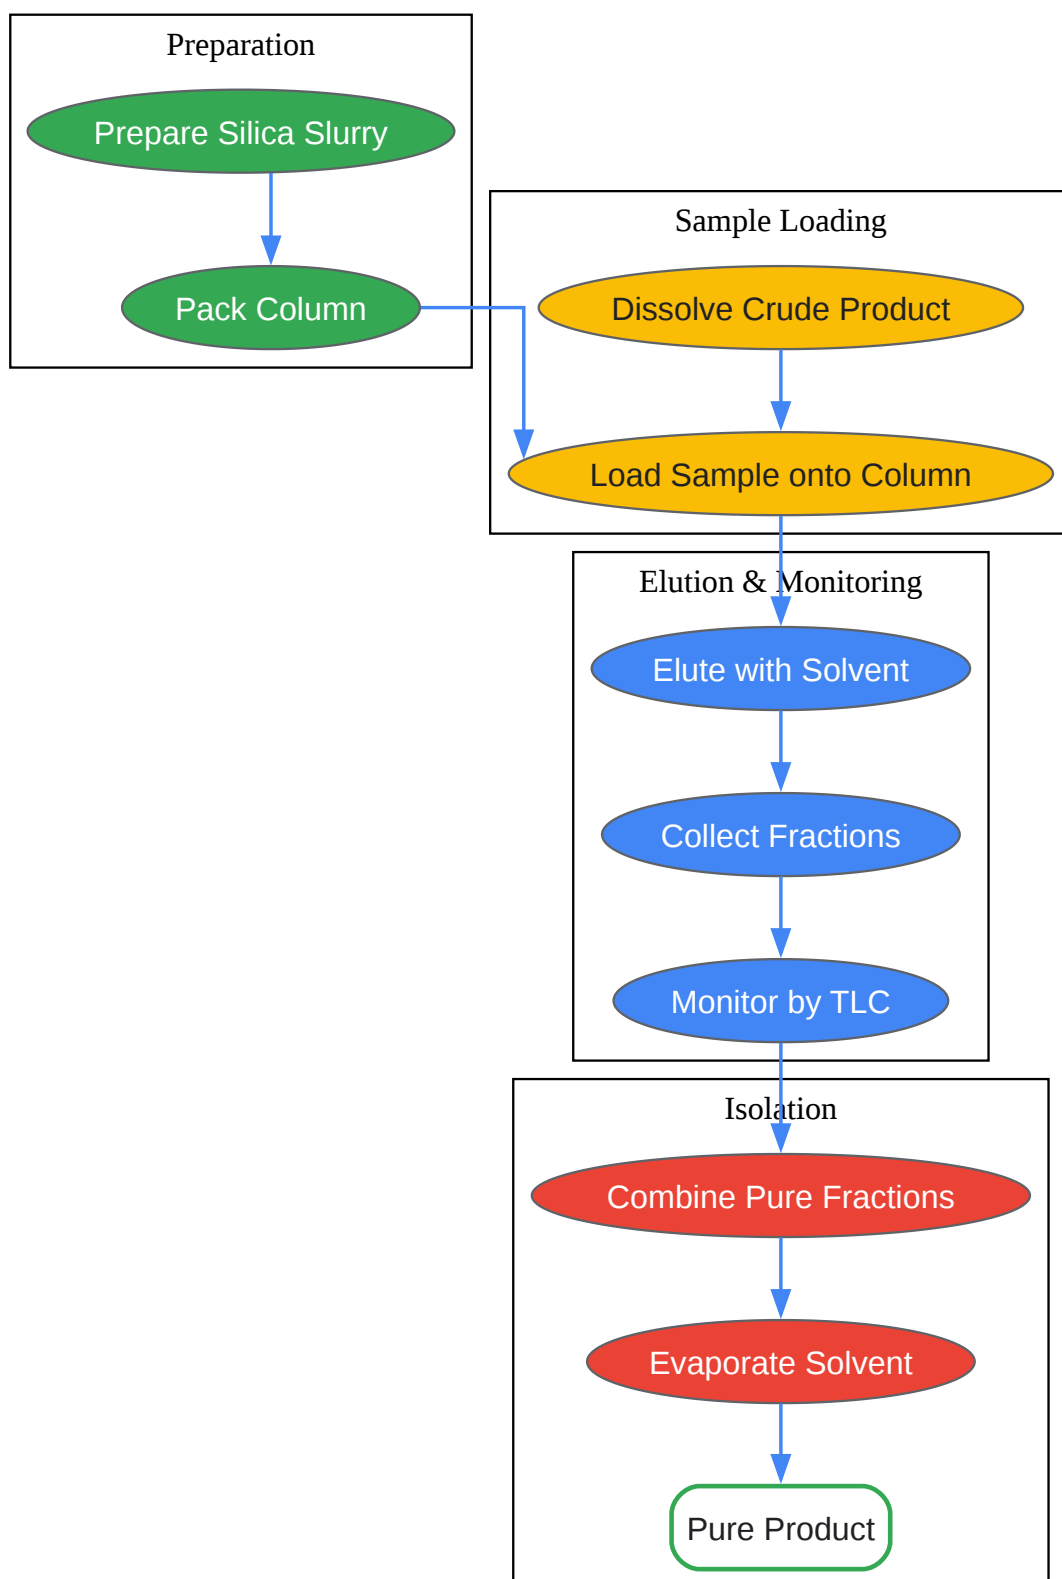 Preparation
Prepare Silica Slurry
Pack Column
Sample Loading
Dissolve Crude Product
Load Sample onto Column
Elution & Monitoring
Elute with Solvent
Collect Fractions
Monitor by TLC
Isolation
Combine Pure Fractions
Evaporate Solvent
Pure Product